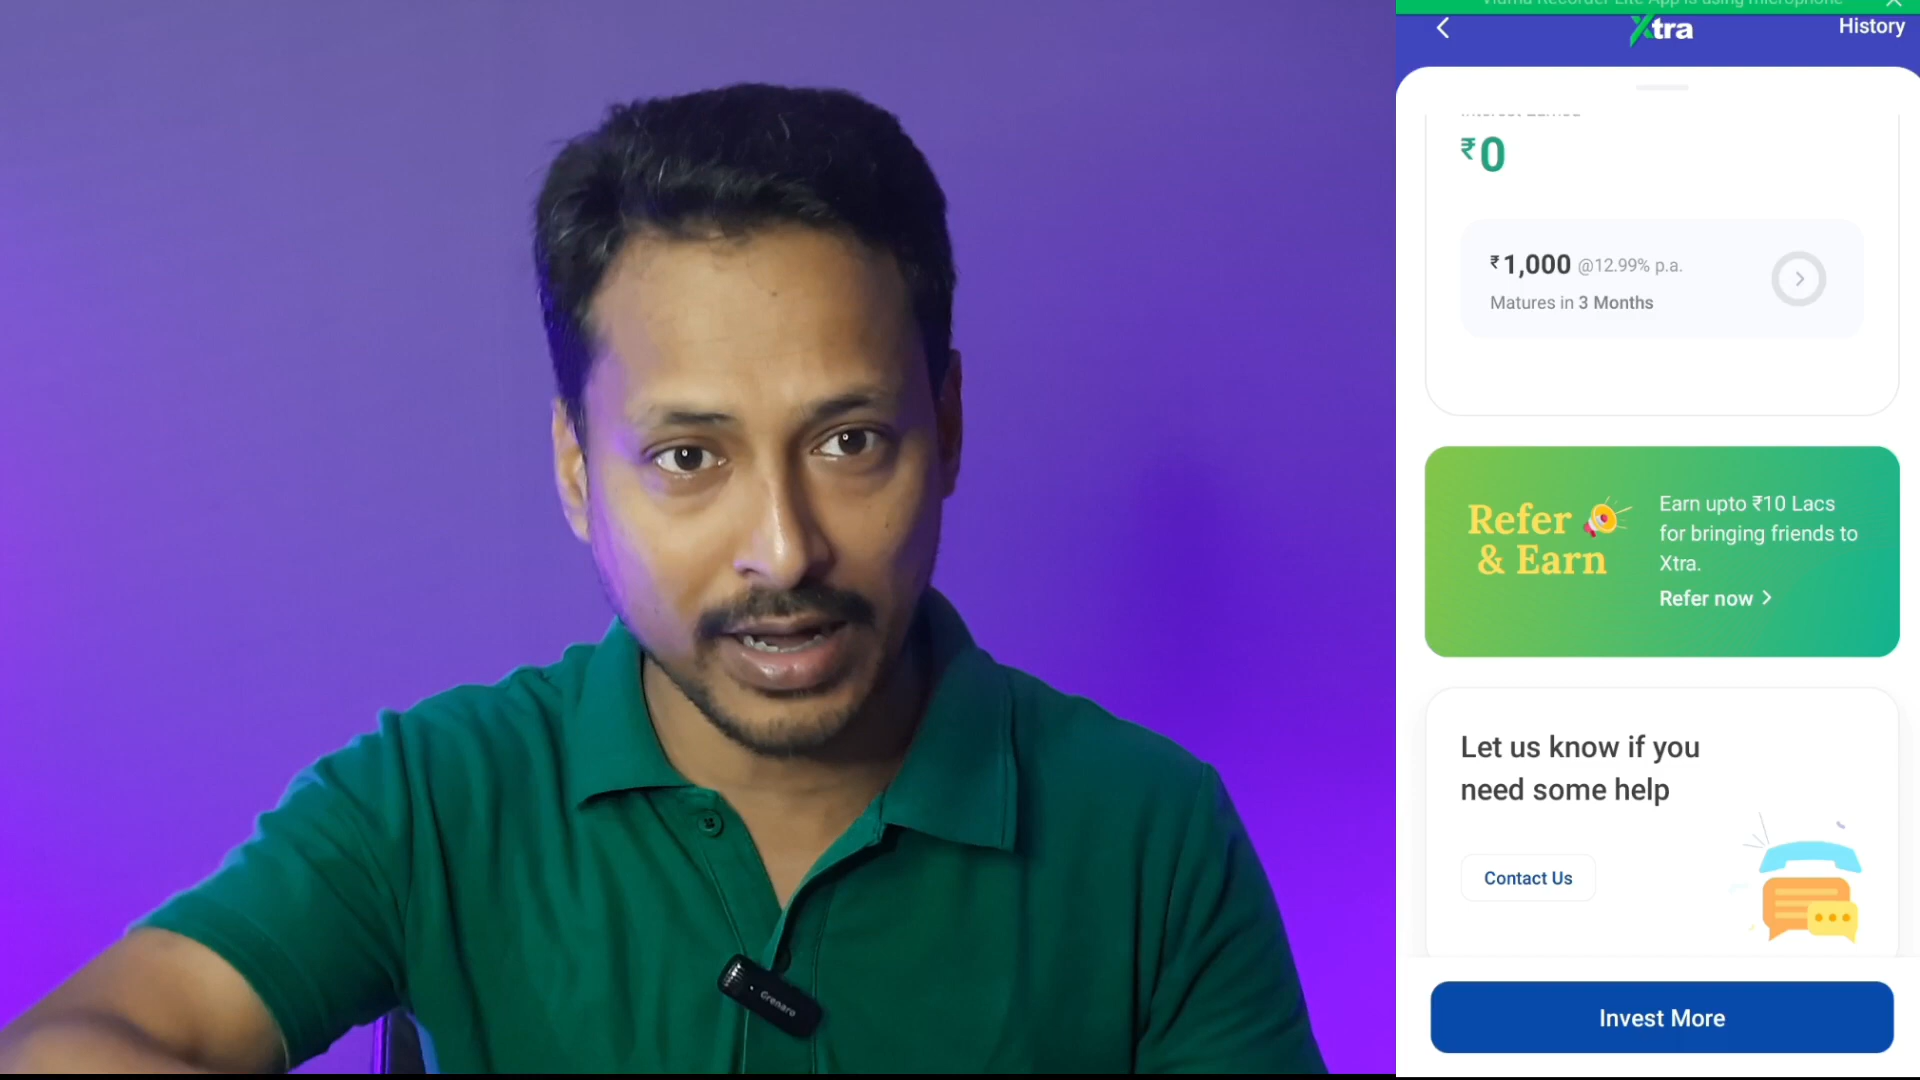 Xtra
History
₹0
₹1,000 @12.99% p.a.
Matures in 3 Months
Refer
& Earn
Earn upto ₹10 Lacs
for bringing friends to
Xtra.
Refer now >
Let us know if you
need some help
Contact Us
Invest More
Grenaro